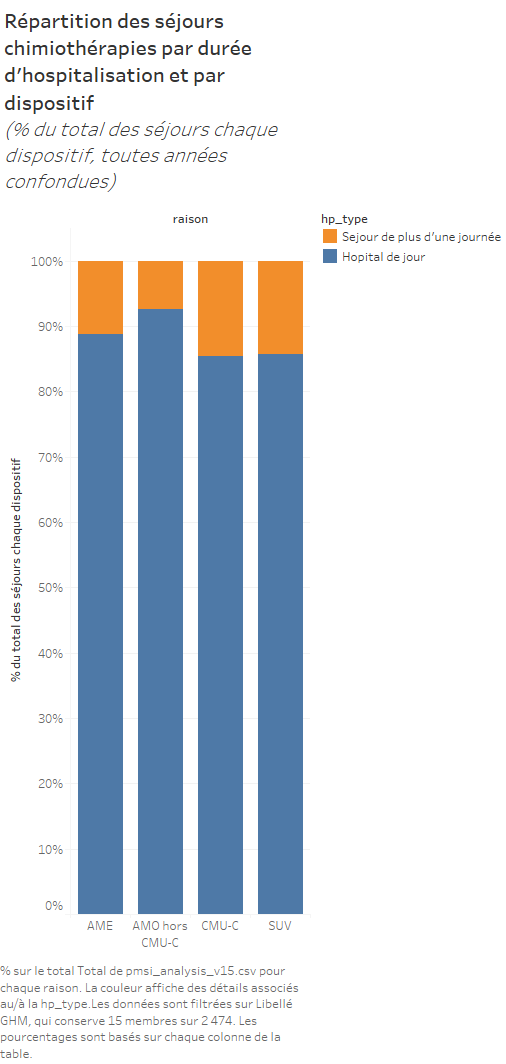 Répartition des séjours
chimiothérapies par durée
d’hospitalisation et par
dispositif
(% du total des séjours chaque
dispositif, toutes années
confondues)
raison
hp_type
Sejour de plus d’une journée
Hopital de jour
100%
90%
80%
70%
60%
50%
40%
30%
20%
10%
0%
% du total des séjours chaque dispositif
AME
AMO hors
CMU-C
CMU-C
SUV
% sur le total Total de pmsi_analysis_v15.csv pour
chaque raison. La couleur affiche des détails associés
au/à la hp_type.Les données sont filtrées sur Libellé
GHM, qui conserve 15 membres sur 2 474. Les
pourcentages sont basés sur chaque colonne de la
table.